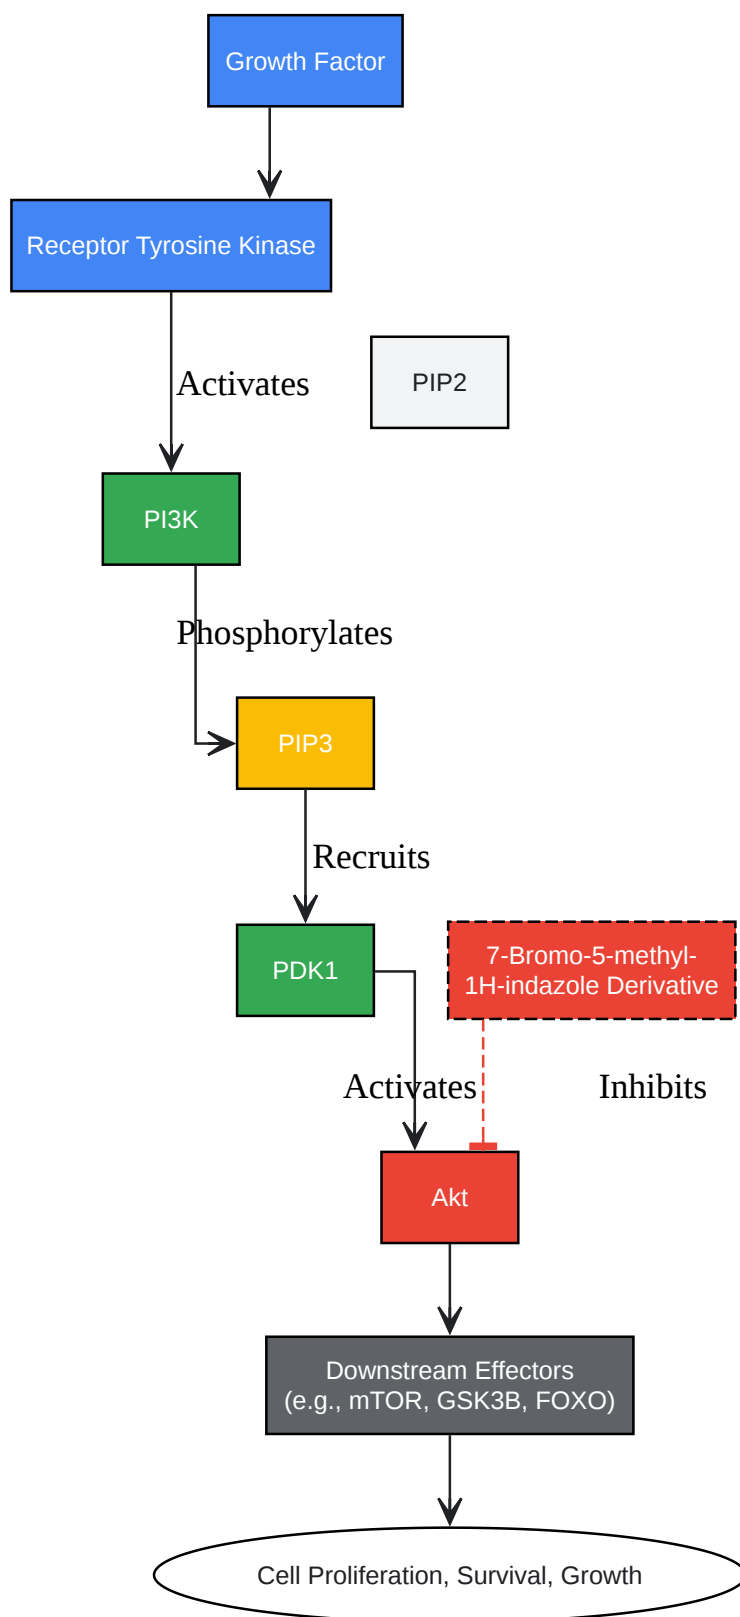 Growth Factor
Receptor Tyrosine Kinase
Activates
PIP2
PI3K
Phosphorylates
PIP3
Recruits
PDK1
7-Bromo-5-methyl-
1H-indazole Derivative
Activates
Inhibits
Akt
Downstream Effectors
(e.g., mTOR, GSK3B, FOXO)
Cell Proliferation, Survival, Growth